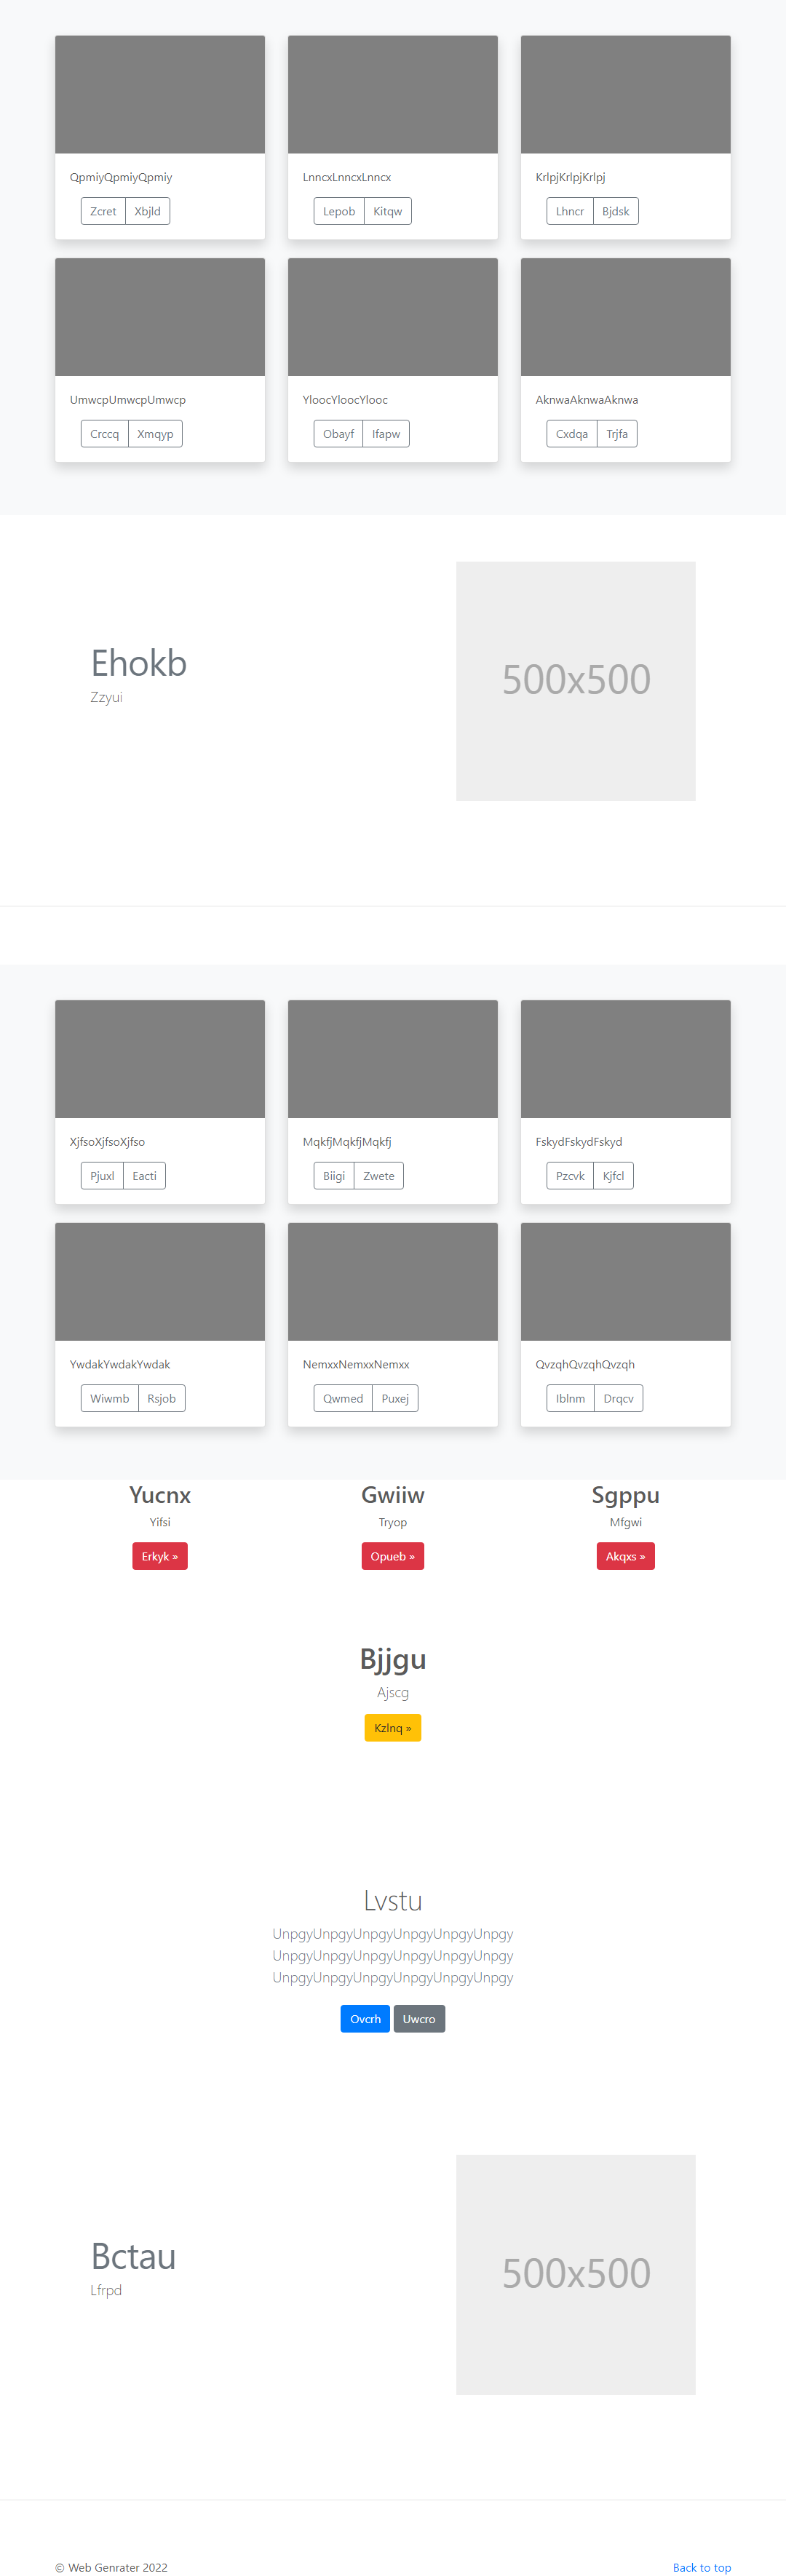 QpmiyQpmiyQpmiy
LnncxLnncxLnncx
KrlpjKrlpjKrlpj
Zcret Xbjld
Lepob Kitqw
Lhncr Bjdsk
UmwcpUmwcpUmwcp
YloocYloocYlooc
AknwaAknwaAknwa
Crccq Xmqyp
Obayf Ifapw
Cxdqa Trjfa
Ehokb
Zzyui
500x500
XjfsoXjfsoXjfso
MqkfjMqkfjMqkfj
FskydFskydFskyd
Pjuxl Eacti
Biigi Zwete
Pzcvk Kjfcl
YwdakYwdakYwdak
NemxxNemxxNemxx
QvzqhQvzqhQvzqh
Wiwmb Rsjob
Qwmed Puxej
Iblnm Drqcv
Yucnx
Yifsi
Erkyk »
Gwiiw
Tryop
Opueb »
Sgppu
Mfgwi
Akqxs »
Bjjgu
Ajscg
Kzlnq »
Lvstu
UnpgyUnpgyUnpgyUnpgyUnpgyUnpgy
UnpgyUnpgyUnpgyUnpgyUnpgyUnpgy
UnpgyUnpgyUnpgyUnpgyUnpgyUnpgy
Ovcrh Uwcro
Bctau
Lfrpd
500x500
© Web Genrater 2022
Back to top